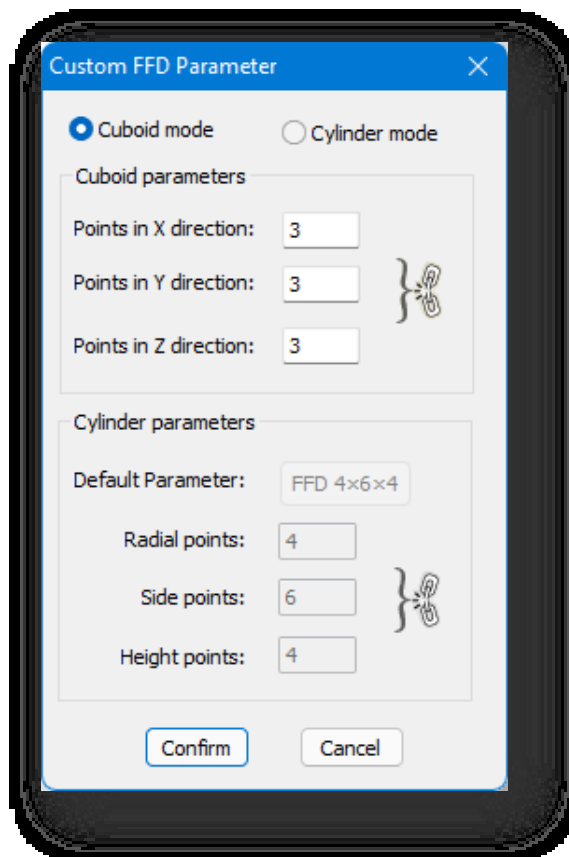 Custom FFD Parameter
Cuboid mode Cylinder mode
Cuboid parameters
Points in X direction: 3
Points in Y direction: 3
Points in Z direction: 3
Cylinder parameters
Default Parameter: FFD 4×6×4
Radial points: 4
Side points: 6
Height points: 4
Confirm Cancel